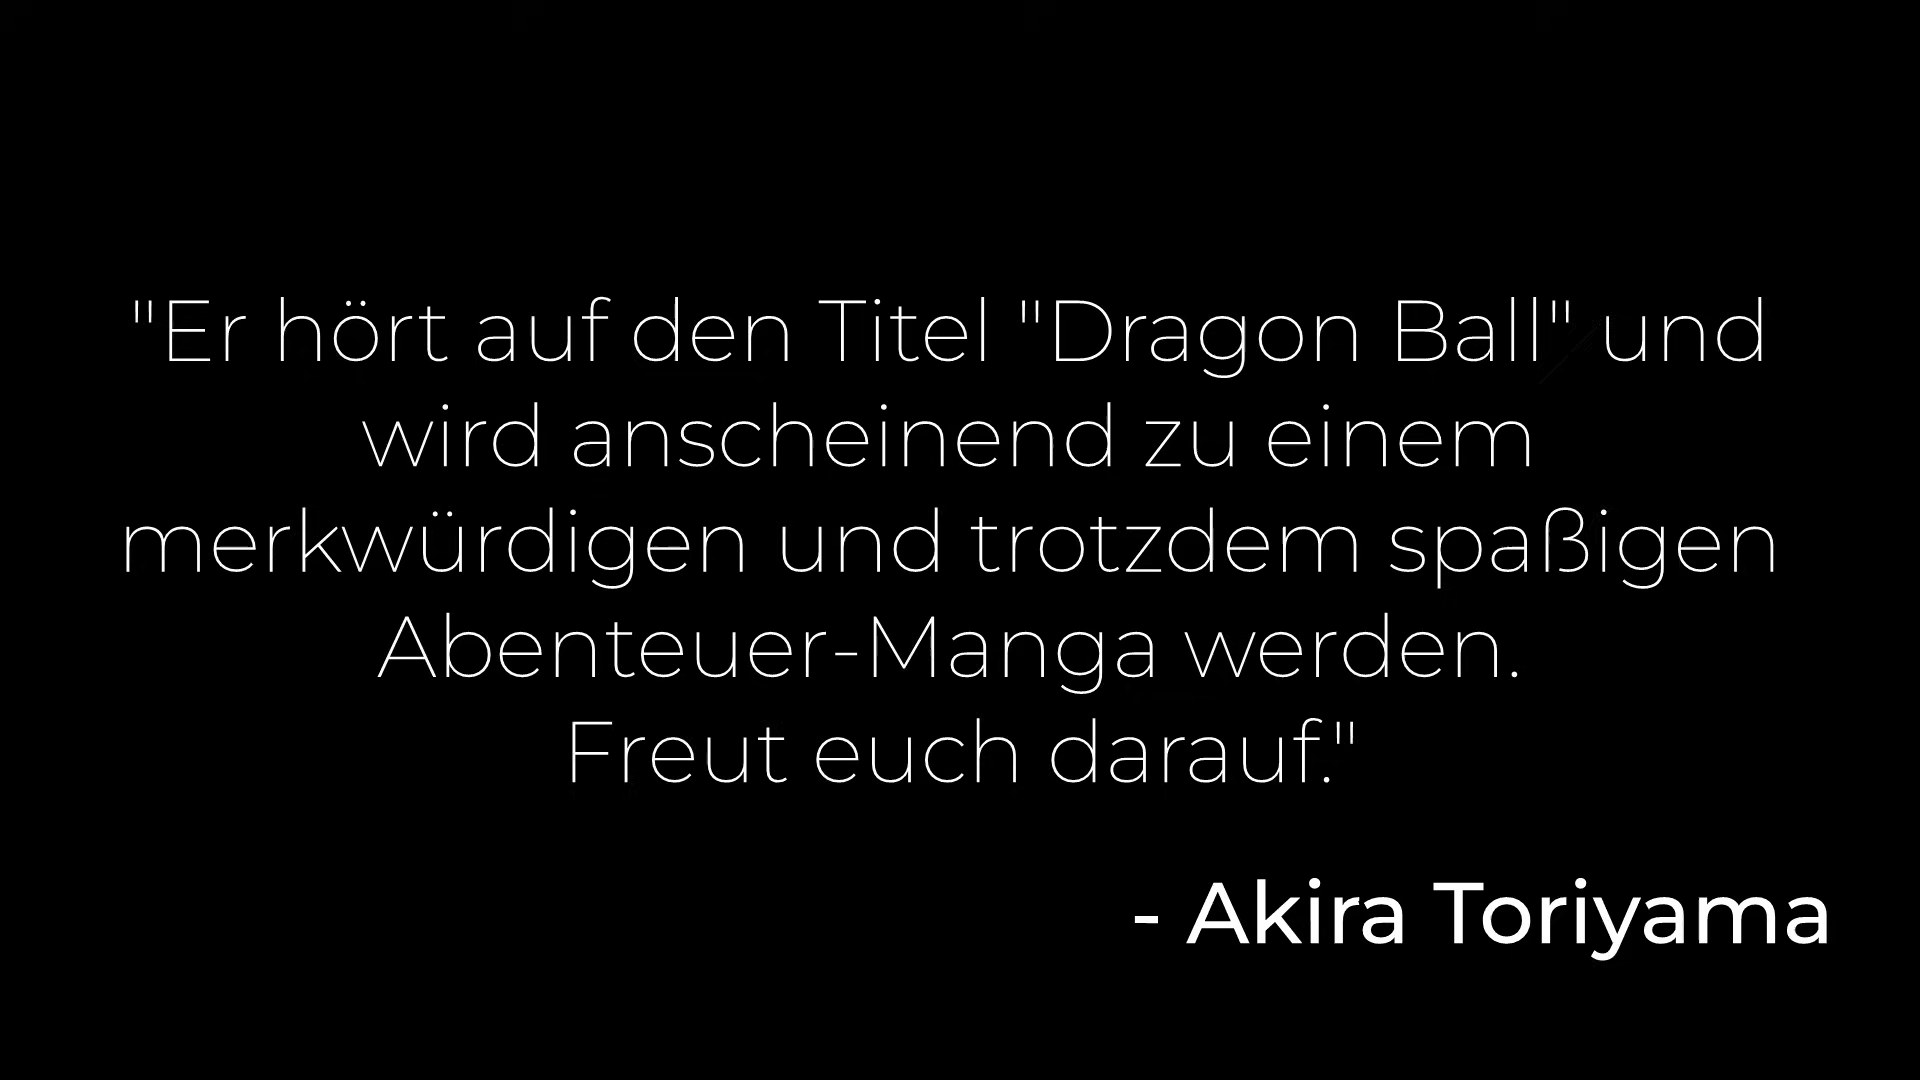 "Er hört auf den Titel "Dragon Ball" und
wird anscheinend zu einem
merkwürdigen und trotzdem spaßigen
Abenteuer-Manga werden.
Freut euch darauf."
- Akira Toriyama